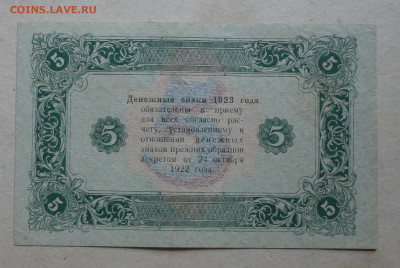 COINS.LAVE.RU
5 5
Денежные знаки 1923 года
обязательны к приему
для всех согласно рас-
5 чету, установленному в 5
отношении денежных
знаков прежних образцов
декретом от 24 октября
1922 года.
5 5